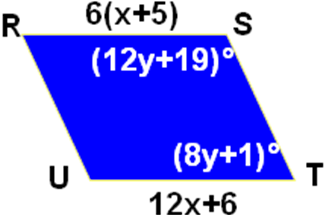 6(x+5)
R S
(12y+19)°
(8y+1)°
U T
12x+6